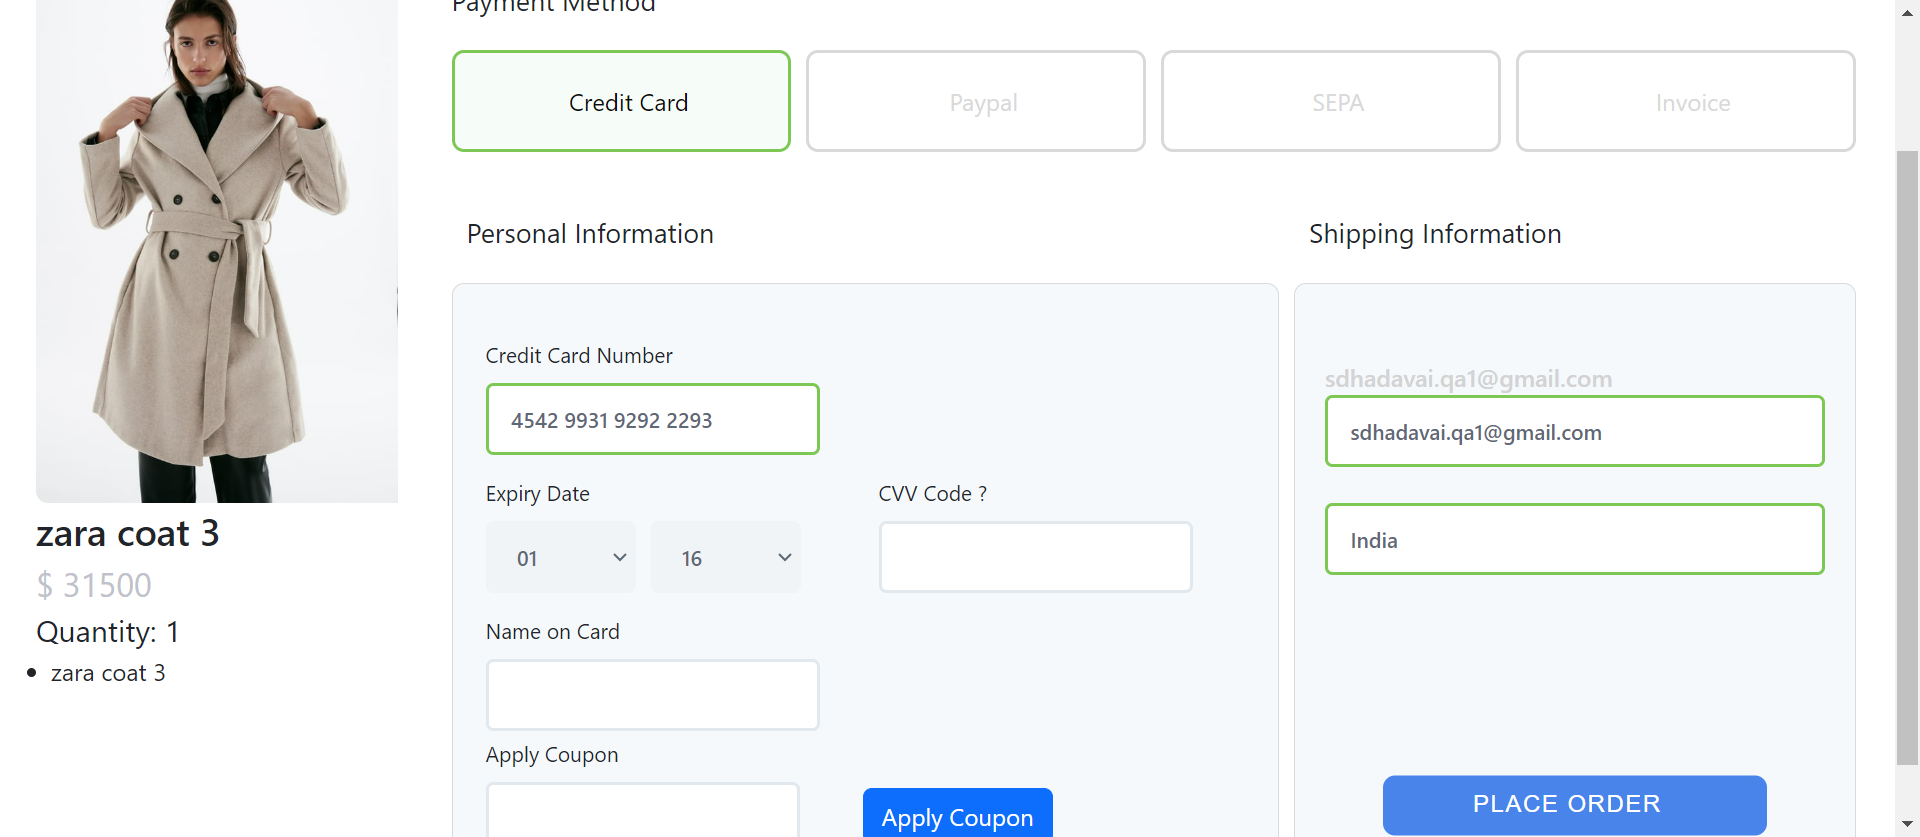 Payment Method
Credit Card
Paypal
SEPA
Invoice
Personal Information
Shipping Information
Credit Card Number
4542 9931 9292 2293
Expiry Date
CVV Code ?
01
16
Name on Card
Apply Coupon
Apply Coupon
sdhadavai.qa1@gmail.com
sdhadavai.qa1@gmail.com
India
PLACE ORDER
zara coat 3
$ 31500
Quantity: 1
• zara coat 3